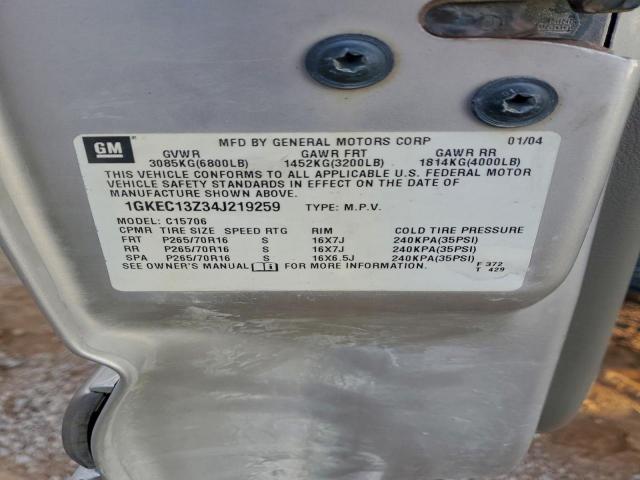 GM
MFD BY GENERAL MOTORS CORP 01/04
GVWR GAWR FRT GAWR RR
3085KG(6800LB) 1452KG(3200LB) 1814KG(4000LB)
THIS VEHICLE CONFORMS TO ALL APPLICABLE U.S. FEDERAL MOTOR
VEHICLE SAFETY STANDARDS IN EFFECT ON THE DATE OF
MANUFACTURE SHOWN ABOVE.
1GKEC13Z34J219259 TYPE: M.P.V.
MODEL: C15706
CPMR TIRE SIZE SPEED RTG RIM COLD TIRE PRESSURE
FRT P265/70R16 S 16X7J 240KPA(35PSI)
RR P265/70R16 S 16X7J 240KPA(35PSI)
SPA P265/70R16 S 16X6.5J 240KPA(35PSI)
SEE OWNER'S MANUAL FOR MORE INFORMATION.
F 372
T 429